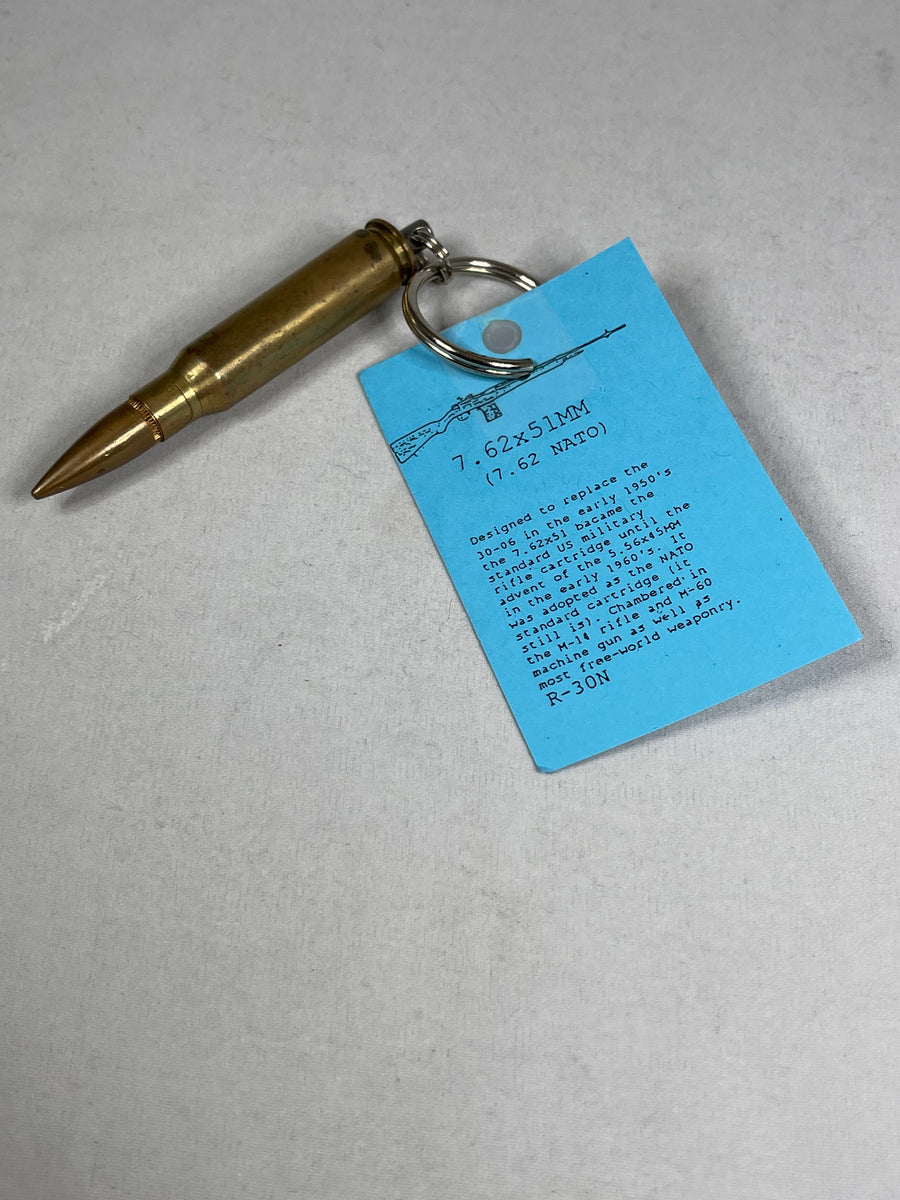 7.62x51MM
(7.62 NATO)
Designed to replace the
30-06 in the early 1950's
the 7.62x51 bacame the
standard US military
rifle cartridge until the
advent of the 5.56x45MM
in the early 1960's. It
was adopted as the NATO
standard cartridge (it
still is). Chambered in
the M-14 rifle and M-60
machine gun as well as
most free-world weaponry.
R-30N